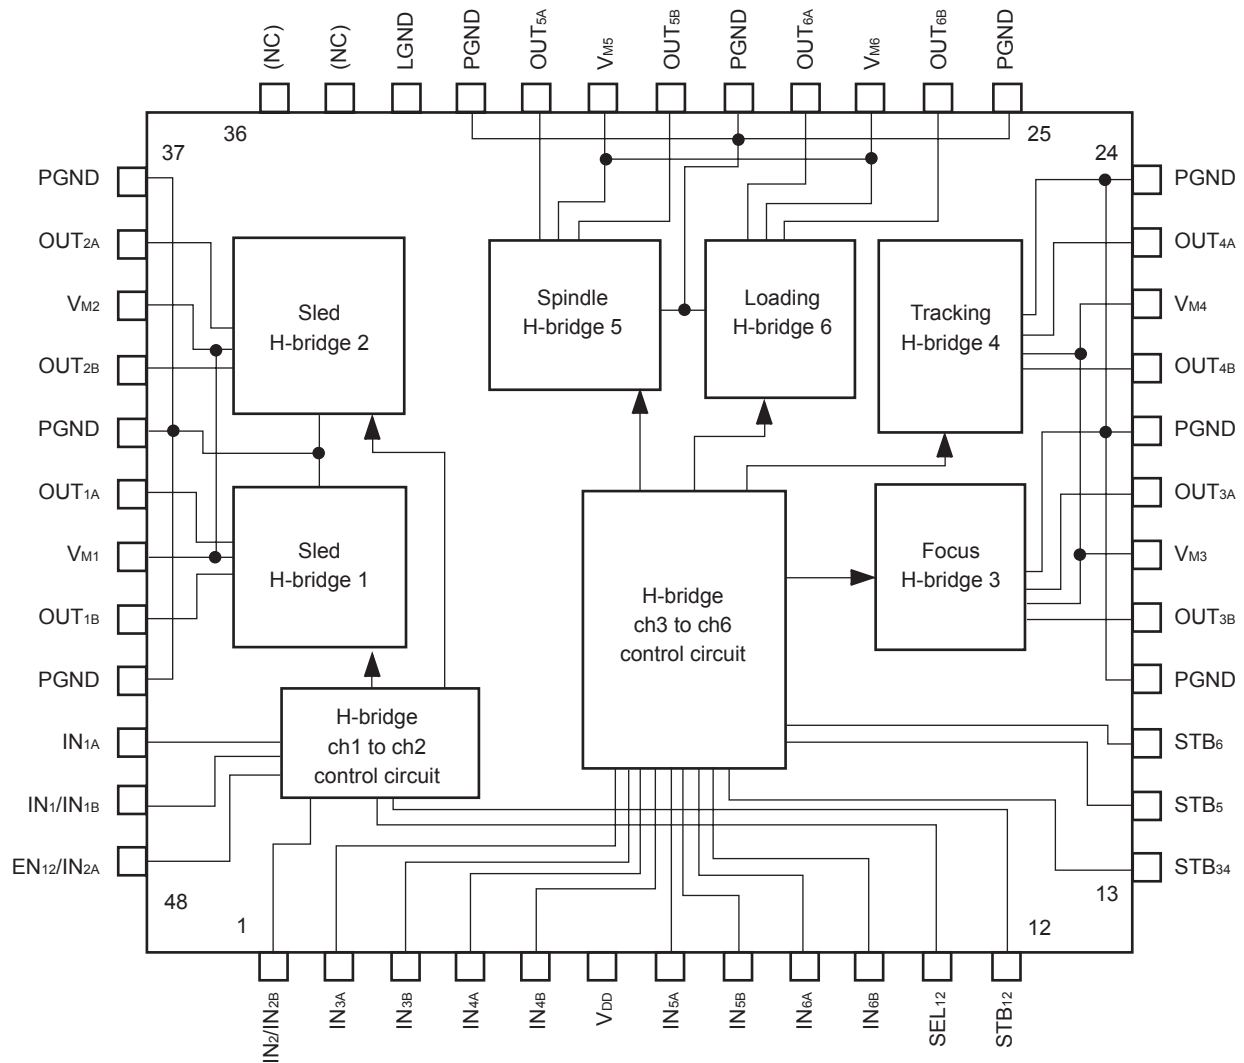 (NC)
(NC)
LGND
PGND
OUT5A
VM5
OUT5B
PGND
OUT6A
VM6
OUT6B
PGND
36
25
37
24
PGND
OUT2A
VM2
OUT2B
PGND
OUT1A
VM1
OUT1B
PGND
IN1A
IN1/IN1B
EN12/IN2A
PGND
OUT4A
VM4
OUT4B
PGND
OUT3A
VM3
OUT3B
PGND
STB6
STB5
STB34
Sled
H-bridge 2
Spindle
H-bridge 5
Loading
H-bridge 6
Tracking
H-bridge 4
Sled
H-bridge 1
Focus
H-bridge 3
H-bridge
ch3 to ch6
control circuit
H-bridge
ch1 to ch2
control circuit
48
13
1
12
IN2/IN2B
IN3A
IN3B
IN4A
IN4B
VDD
IN5A
IN5B
IN6A
IN6B
SEL12
STB12